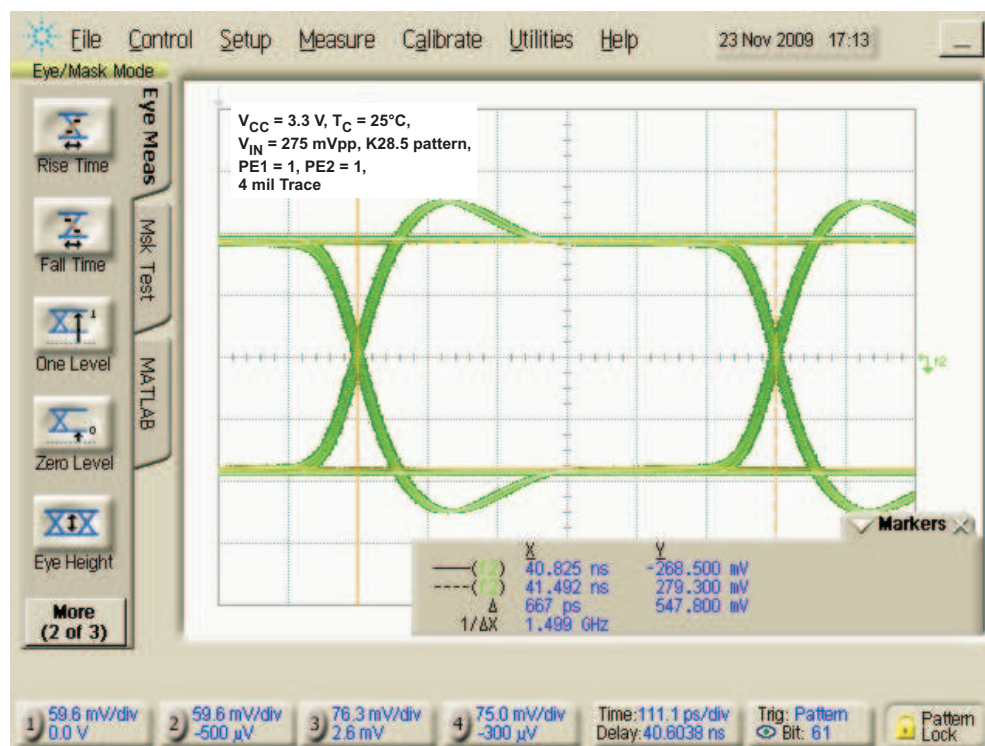 File Control Setup Measure Calibrate Utilities Help 23 Nov 2009 17:13
Eye/Mask Mode
Eye Meas
Msk Test
MATLAB
Rise Time
Fall Time
One Level
Zero Level
Eye Height
More
(2 of 3)
VCC = 3.3 V, TC = 25°C,
VIN = 275 mVpp, K28.5 pattern,
PE1 = 1, PE2 = 1,
4 mil Trace
f2
Markers
X Y
——(f2) 40.825 ns -268.500 mV
----(f2) 41.492 ns 279.300 mV
Δ 667 ps 547.800 mV
1/ΔX 1.499 GHz
1) 59.6 mV/div
0.0 V
2) 59.6 mV/div
-500 µV
3) 76.3 mV/div
2.6 mV
4) 75.0 mV/div
-300 µV
Time:111.1 ps/div
Delay:40.6038 ns
Trig: Pattern
Bit: 61
Pattern
Lock